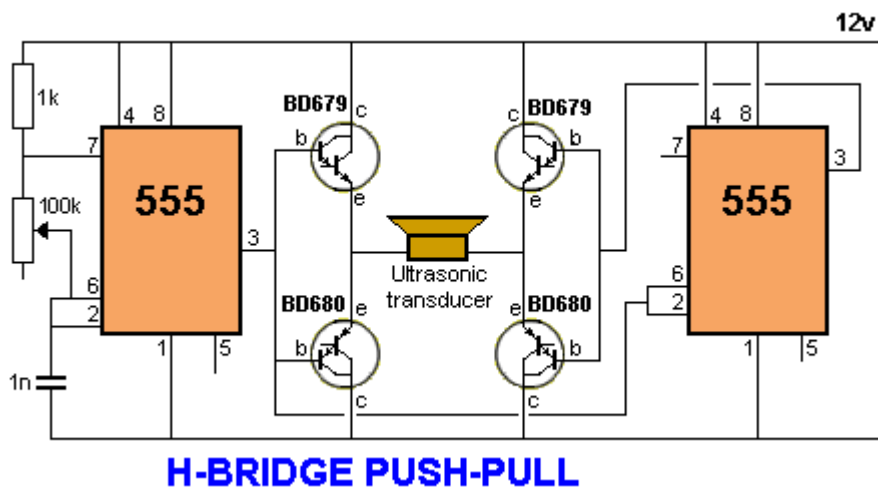 12v
1k
4 8
BD679
c
b
e
BD679
c
b
e
4 8
7
555
3
100k
6
2
1
5
1n
Ultrasonic
transducer
BD680
e
b
c
BD680
e
b
c
7
555
3
6
2
1
5
H-BRIDGE PUSH-PULL